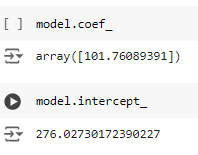 [ ] model.coef_
array([101.76089391])
model.intercept_
276.02730172390227